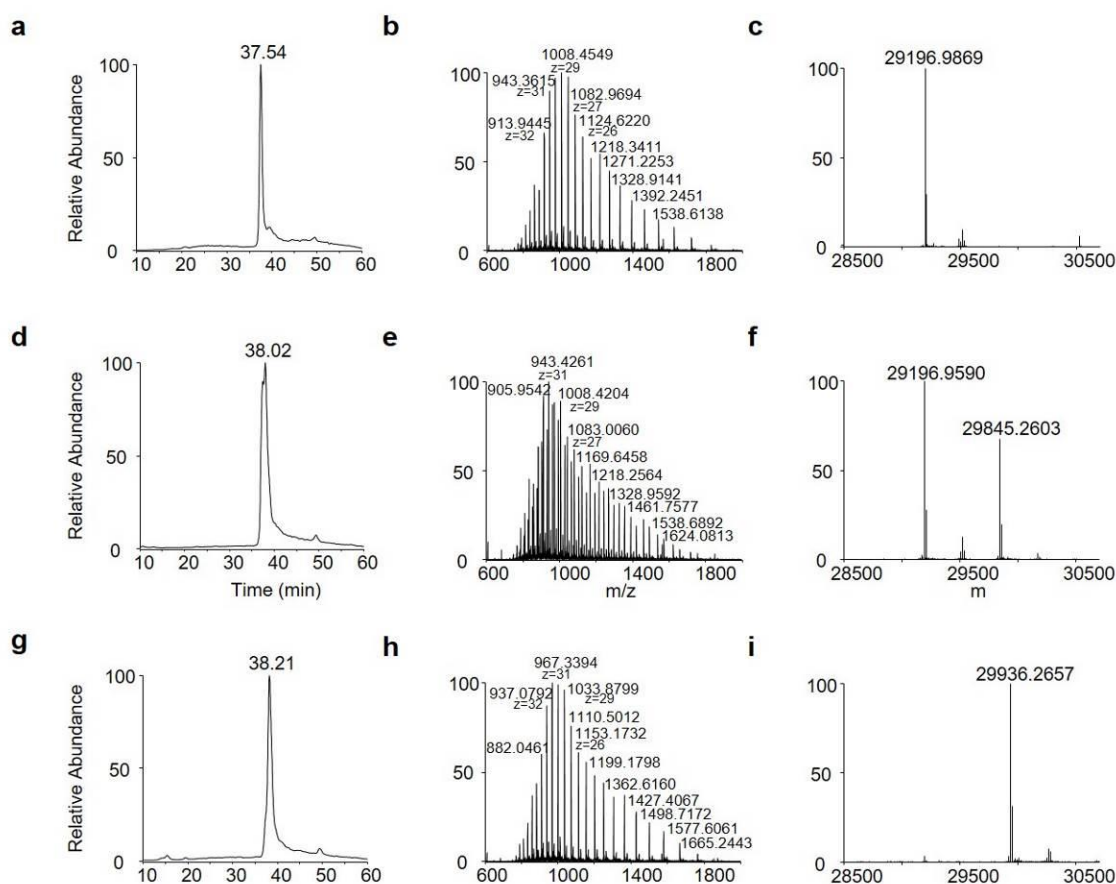 a
b
c
Relative Abundance
100
50
0
37.54
10 20 30 40 50 60
100
50
0
1008.4549
z=29
943.3615
z=31
1082.9694
z=27
913.9445
z=32
1124.6220
z=26
1218.3411
1271.2253
1328.9141
1392.2451
1538.6138
600 1000 1400 1800
29196.9869
100
50
0
28500 29500 30500
d
e
f
Relative Abundance
100
50
0
38.02
10 20 30 40 50 60
Time (min)
100
50
0
943.4261
z=31
905.9542
1008.4204
z=29
1083.0060
z=27
1169.6458
1218.2564
1328.9592
1461.7577
1538.6892
1624.0813
600 1000 1400 1800
m/z
29196.9590
29845.2603
100
50
0
28500 29500 30500
m
g
h
i
Relative Abundance
100
50
0
38.21
10 20 30 40 50 60
100
50
0
967.3394
z=31
937.0792
z=32
1033.8799
z=29
1110.5012
1153.1732
z=26
882.0461
1199.1798
1362.6160
1427.4067
1498.7172
1577.6061
1665.2443
600 1000 1400 1800
29936.2657
100
50
0
28500 29500 30500